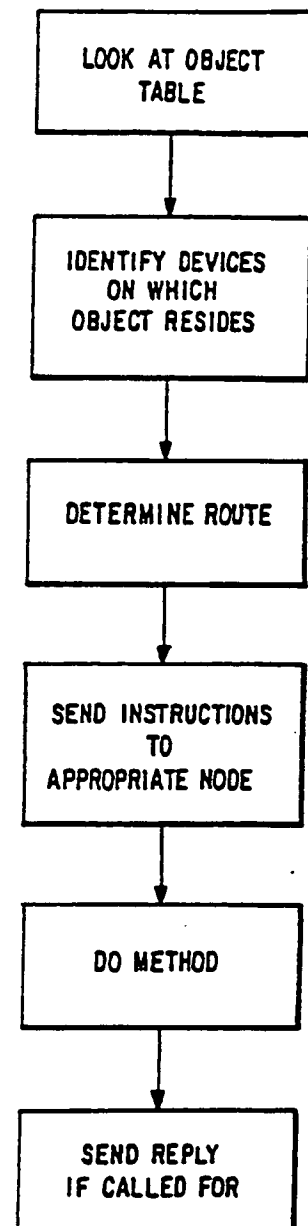 LOOK AT OBJECT
TABLE
IDENTIFY DEVICES
ON WHICH
OBJECT RESIDES
DETERMINE ROUTE
SEND INSTRUCTIONS
TO
APPROPRIATE NODE
DO METHOD
SEND REPLY
IF CALLED FOR